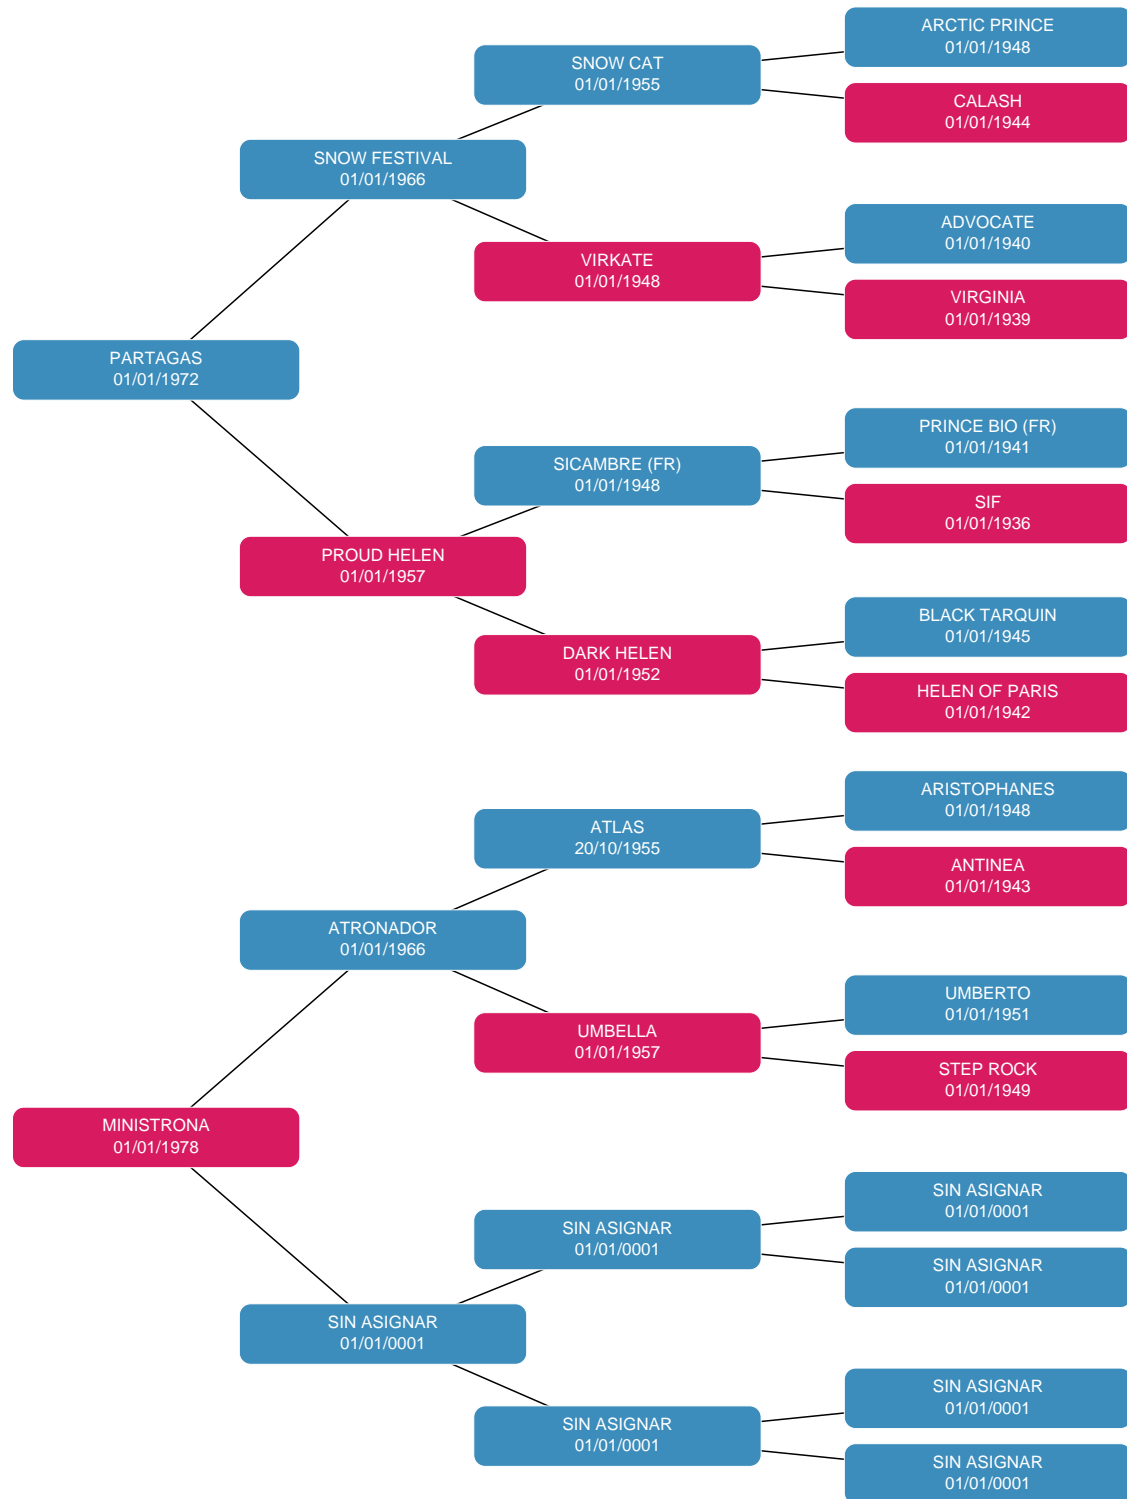 ARCTIC PRINCE
01/01/1948
SNOW CAT
01/01/1955
CALASH
01/01/1944
SNOW FESTIVAL
01/01/1966
ADVOCATE
01/01/1940
VIRKATE
01/01/1948
VIRGINIA
01/01/1939
PARTAGAS
01/01/1972
PRINCE BIO (FR)
01/01/1941
SICAMBRE (FR)
01/01/1948
SIF
01/01/1936
PROUD HELEN
01/01/1957
BLACK TARQUIN
01/01/1945
DARK HELEN
01/01/1952
HELEN OF PARIS
01/01/1942
ARISTOPHANES
01/01/1948
ATLAS
20/10/1955
ANTINEA
01/01/1943
ATRONADOR
01/01/1966
UMBERTO
01/01/1951
UMBELLA
01/01/1957
STEP ROCK
01/01/1949
MINISTRONA
01/01/1978
SIN ASIGNAR
01/01/0001
SIN ASIGNAR
01/01/0001
SIN ASIGNAR
01/01/0001
SIN ASIGNAR
01/01/0001
SIN ASIGNAR
01/01/0001
SIN ASIGNAR
01/01/0001
SIN ASIGNAR
01/01/0001